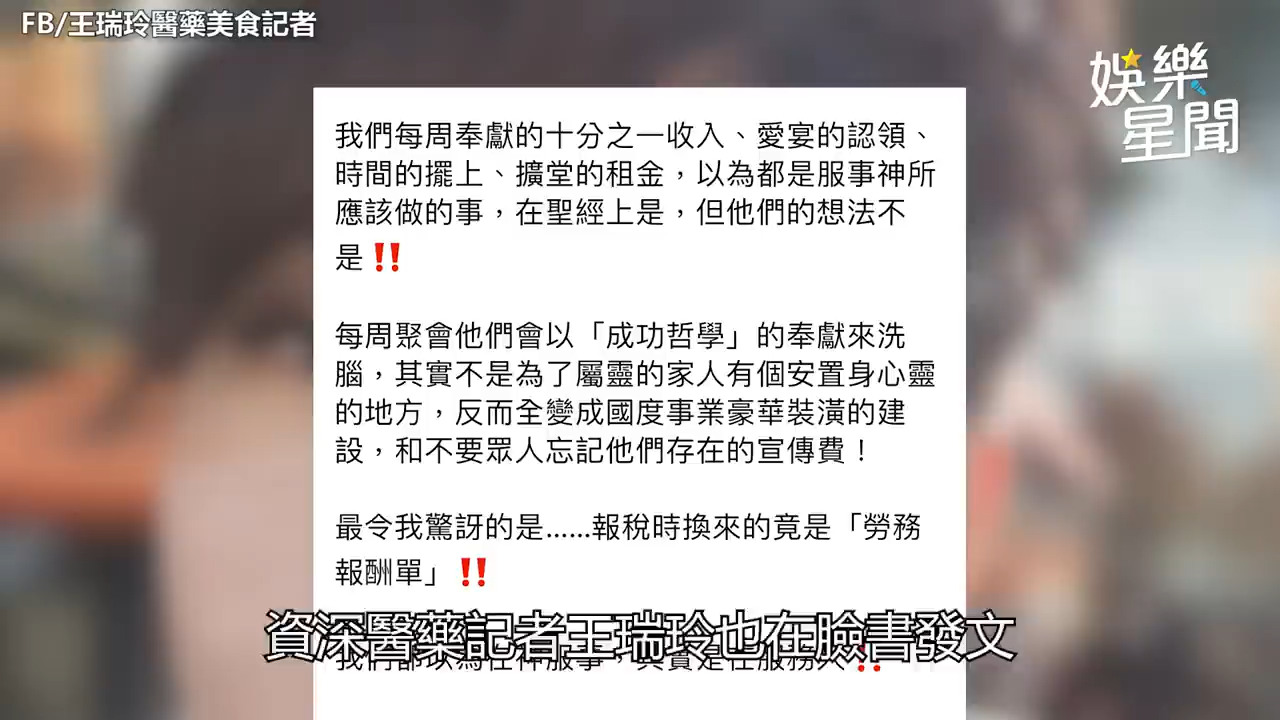 FB/王瑞玲醫藥美食記者
娛樂
星聞
我們每周奉獻的十分之一收入、愛宴的認領、
時間的擺上、擴堂的租金，以為都是服事神所
應該做的事，在聖經上是，但他們的想法不
是‼️
每周聚會他們會以「成功哲學」的奉獻來洗
腦，其實不是為了屬靈的家人有個安置身心靈
的地方，反而全變成國度事業豪華裝潢的建
設，和不要眾人忘記他們存在的宣傳費！
最令我驚訝的是......報稅時換來的竟是「勞務
報酬單」‼️
資深醫藥記者王瑞玲也在臉書發文